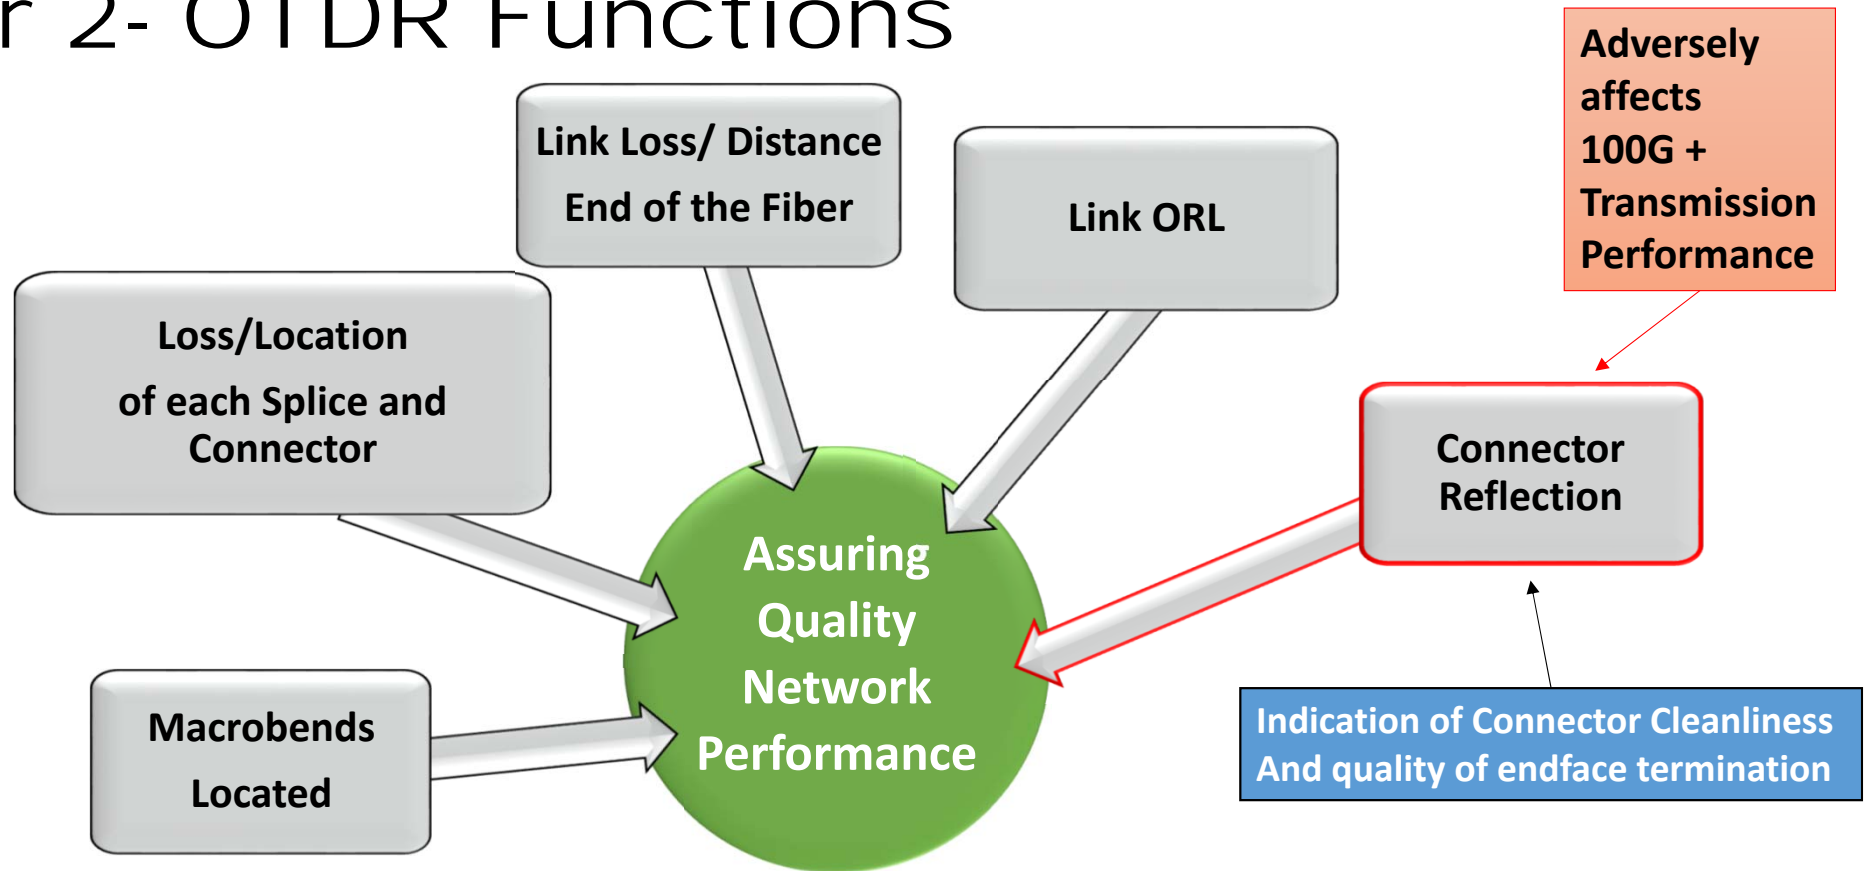 r 2- OTDR Functions
Link Loss/ Distance
End of the Fiber
Link ORL
Adversely
affects
100G +
Transmission
Performance
Loss/Location
of each Splice and
Connector
Connector
Reflection
Assuring
Quality
Network
Performance
Macrobends
Located
Indication of Connector Cleanliness
And quality of endface termination